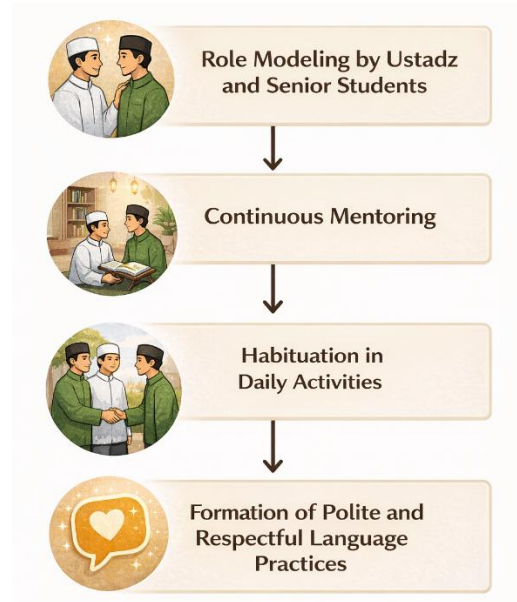 Role Modeling by Ustadz
and Senior Students
Continuous Mentoring
Habituation in
Daily Activities
Formation of Polite and
Respectful Language
Practices